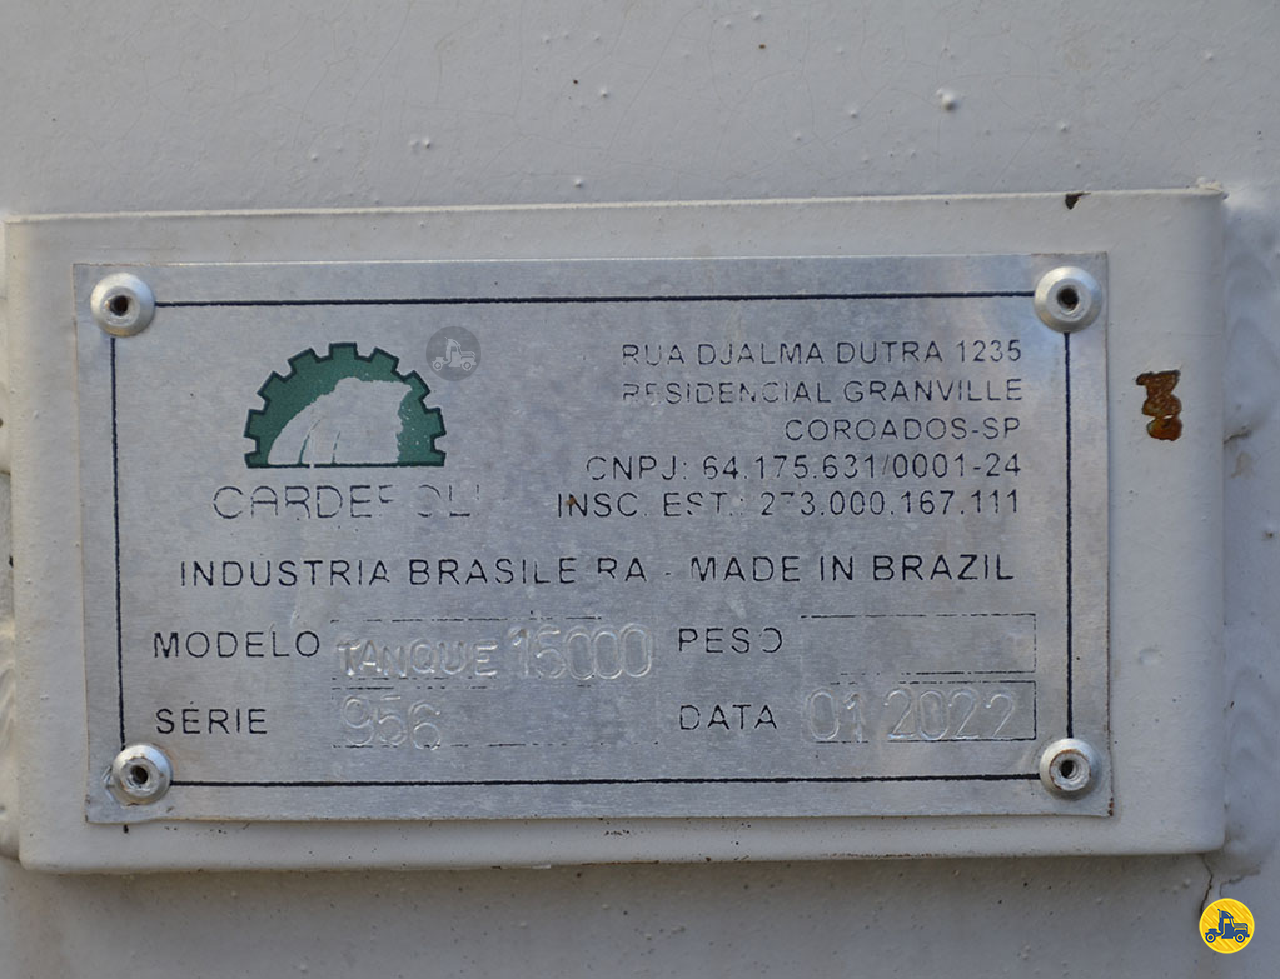 RUA DJALMA DUTRA 1235
RESIDENCIAL GRANVILLE
COROADOS-SP
CNPJ: 64.175.631/0001-24
INSC. EST.: 273.000.167.111
INDUSTRIA BRASILEIRA - MADE IN BRAZIL
MODELO TANQUE 15000 PESO
SÉRIE 956 DATA 01 2022